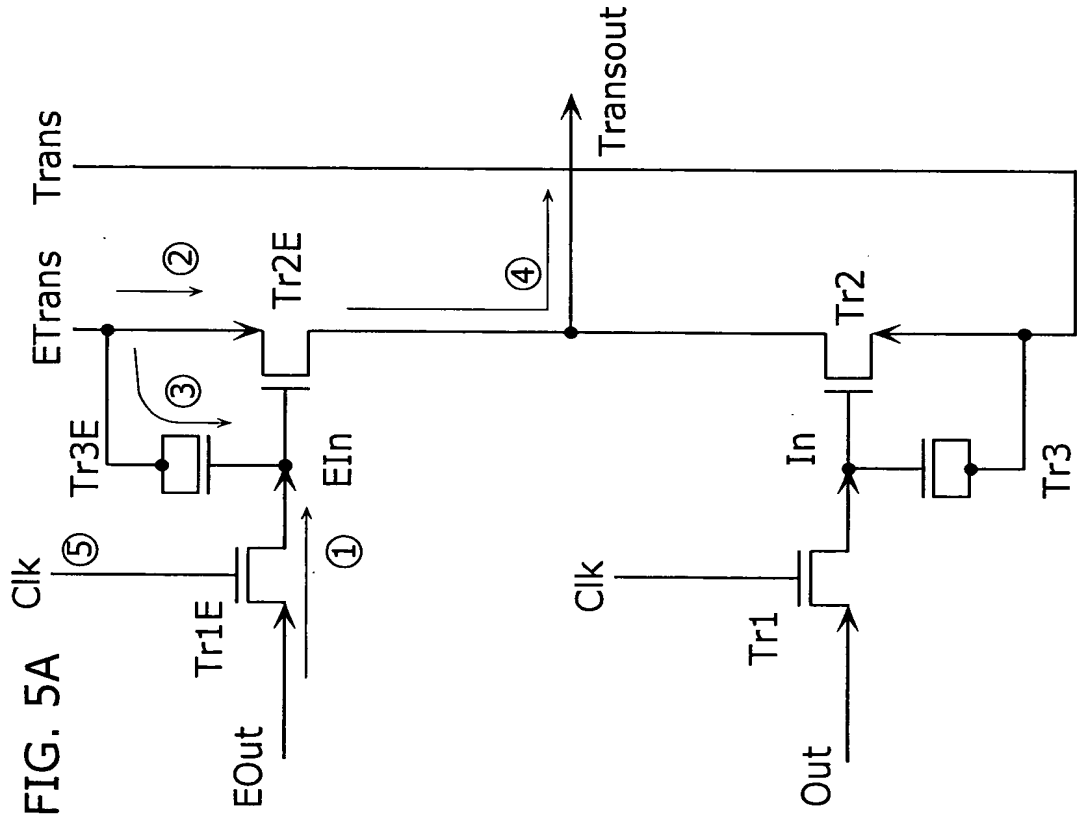 FIG. 5A
Clk
⑤
ETrans
Trans
②
③
Tr3E
Tr2E
Tr1E
EIn
EOut
①
④
Transout
Clk
In
Tr2
Tr1
Out
Tr3